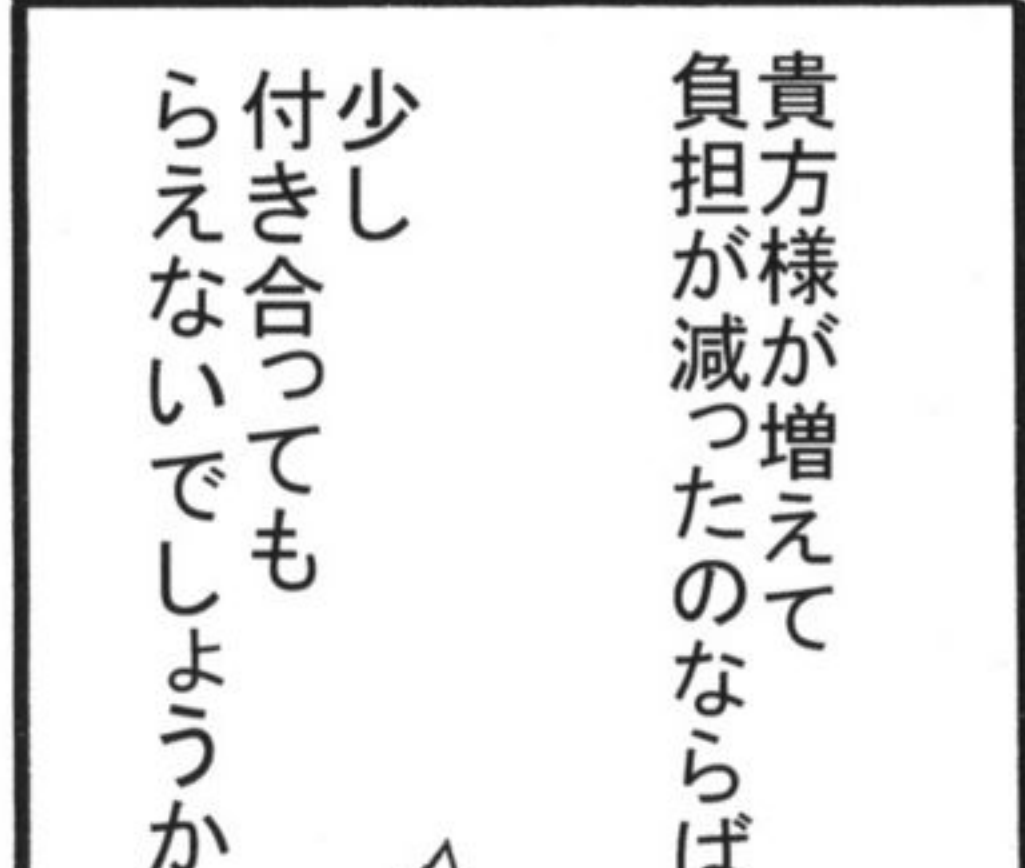 貴方様が増えて
負担が減ったのならば
少し
付き合っても
らえないでしょうか